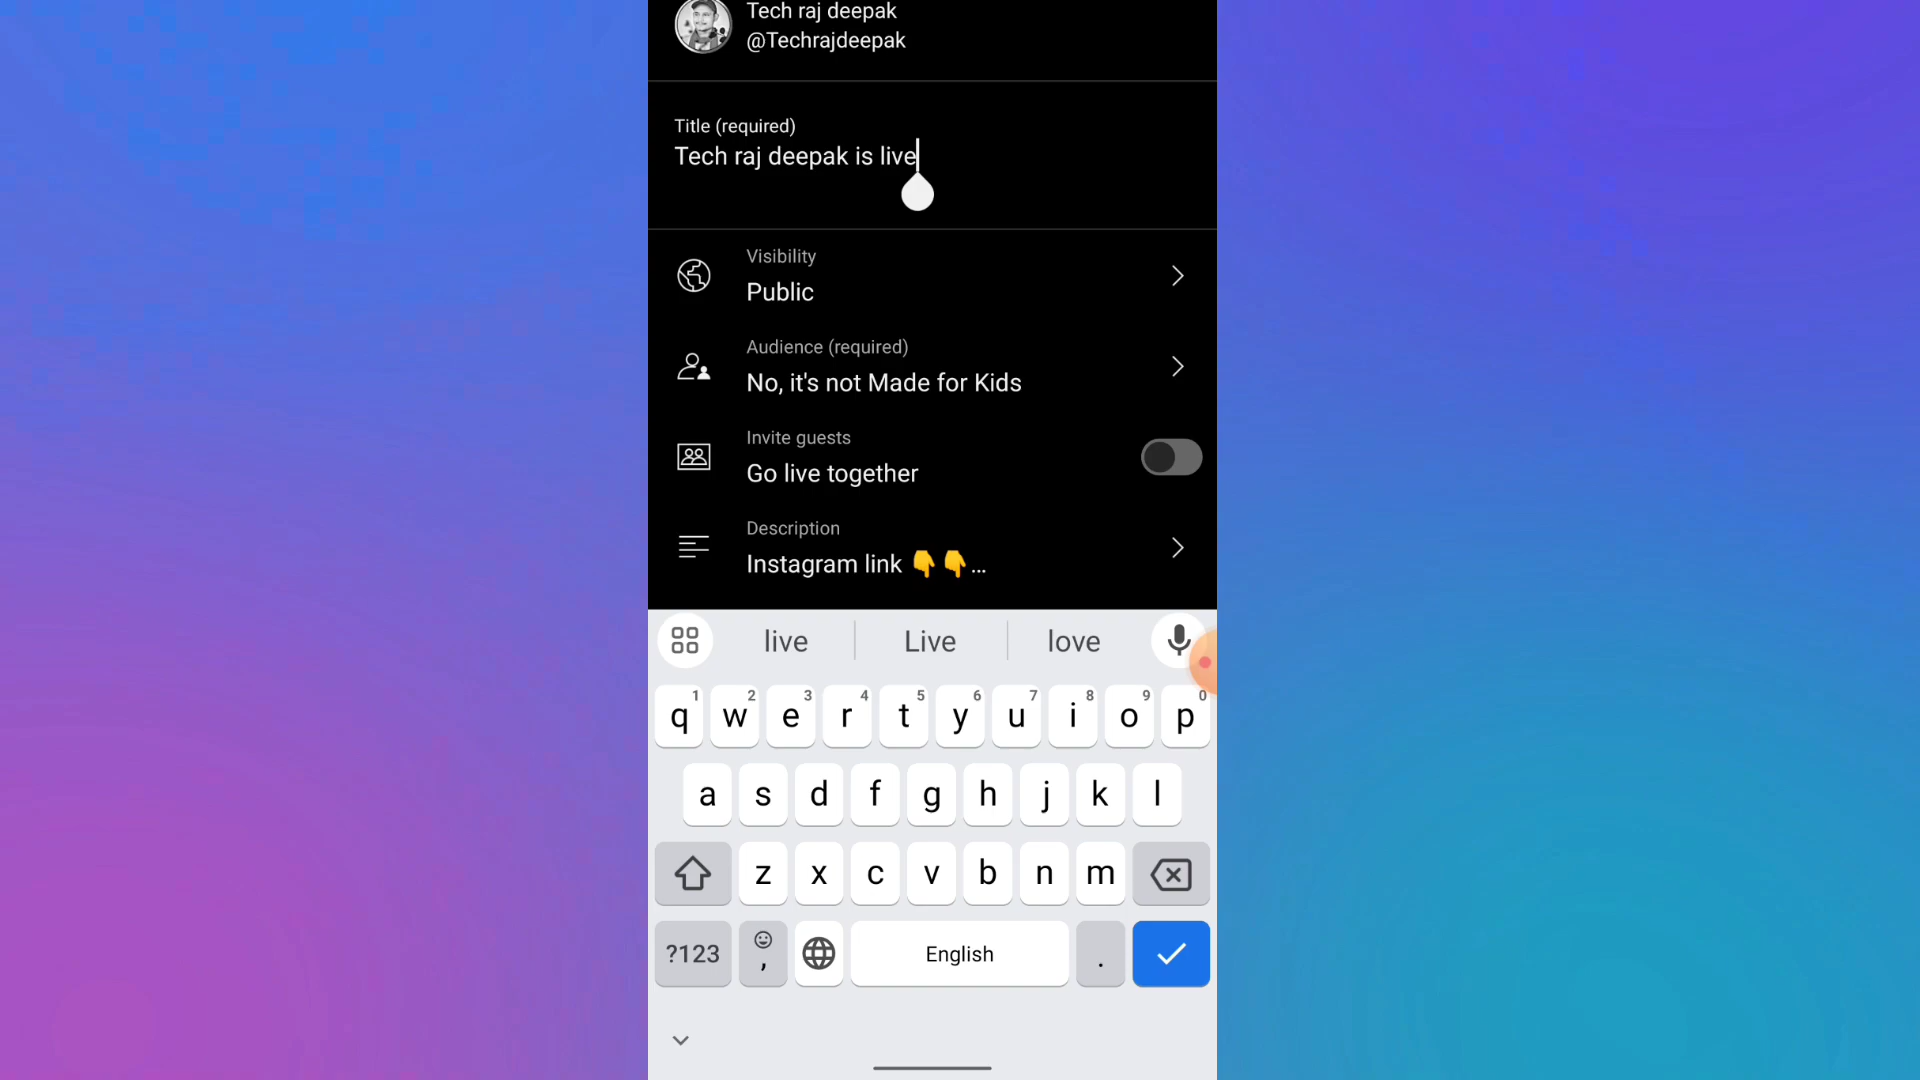 Tech raj deepak
@Techrajdeepak
Title (required)
Tech raj deepak is live
Visibility
Public
Audience (required)
No, it's not Made for Kids
Invite guests
Go live together
Description
Instagram link 👇👇...
live Live love
1 2 3 4 5 6 7 8 9 0
q w e r t y u i o p
a s d f g h j k l
z x c v b n m
?123 , English .